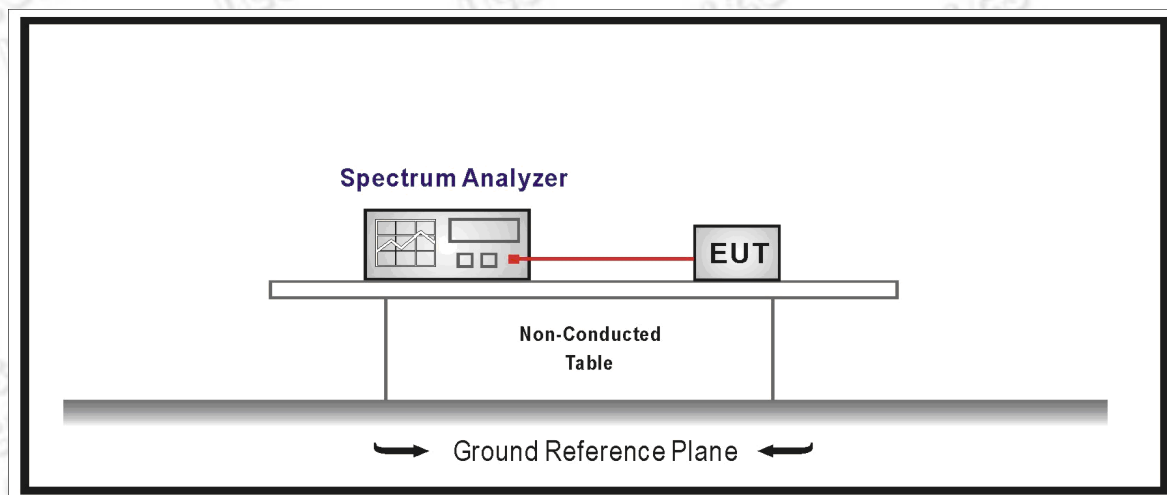 Spectrum Analyzer
EUT
Non-Conducted
Table
Ground Reference Plane